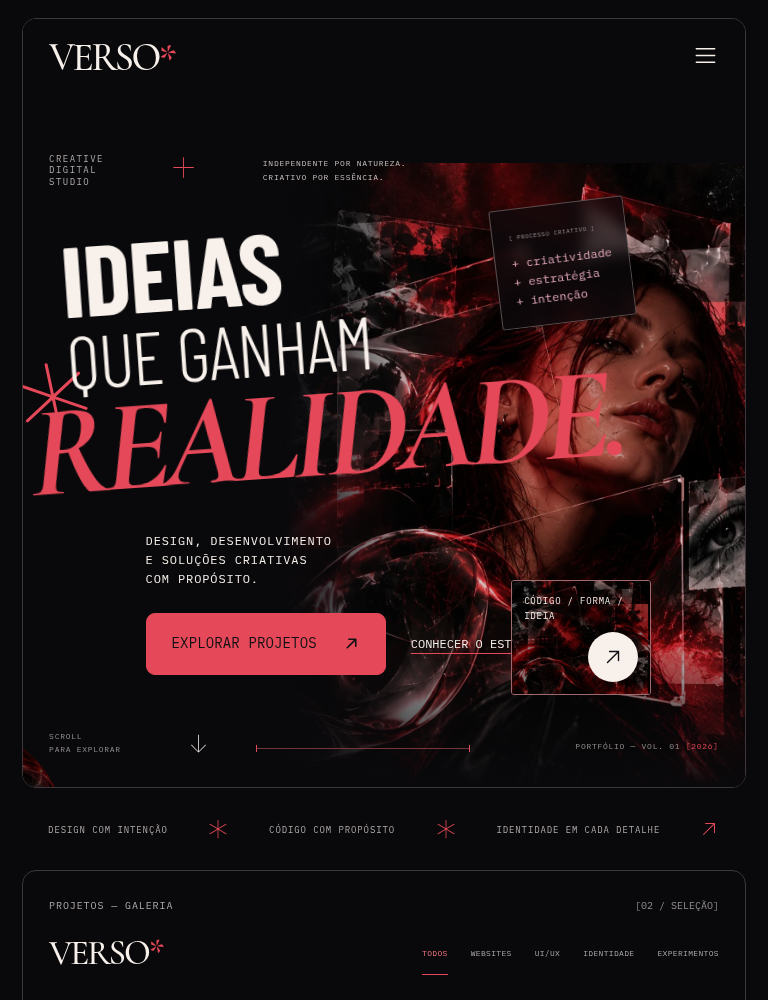 VERSO*
CREATIVE
DIGITAL
STUDIO
INDEPENDENTE POR NATUREZA.
CRIATIVO POR ESSÊNCIA.
[ PROCESSO CRIATIVO ]
+ criatividade
+ estratégia
+ intenção
IDEIAS
QUE GANHAM
REALIDADE.
DESIGN, DESENVOLVIMENTO
E SOLUÇÕES CRIATIVAS
COM PROPÓSITO.
EXPLORAR PROJETOS
CONHECER O EST
CÓDIGO / FORMA /
IDEIA
SCROLL
PARA EXPLORAR
PORTFÓLIO — VOL. 01 [2026]
DESIGN COM INTENÇÃO
CÓDIGO COM PROPÓSITO
IDENTIDADE EM CADA DETALHE
PROJETOS — GALERIA
[02 / SELEÇÃO]
VERSO*
TODOS
WEBSITES
UI/UX
IDENTIDADE
EXPERIMENTOS